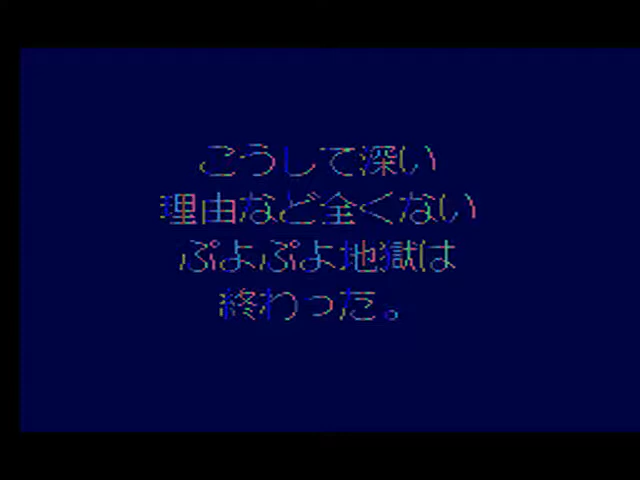 こうして深い
理由など全くない
ぷよぷよ地獄は
終わった。